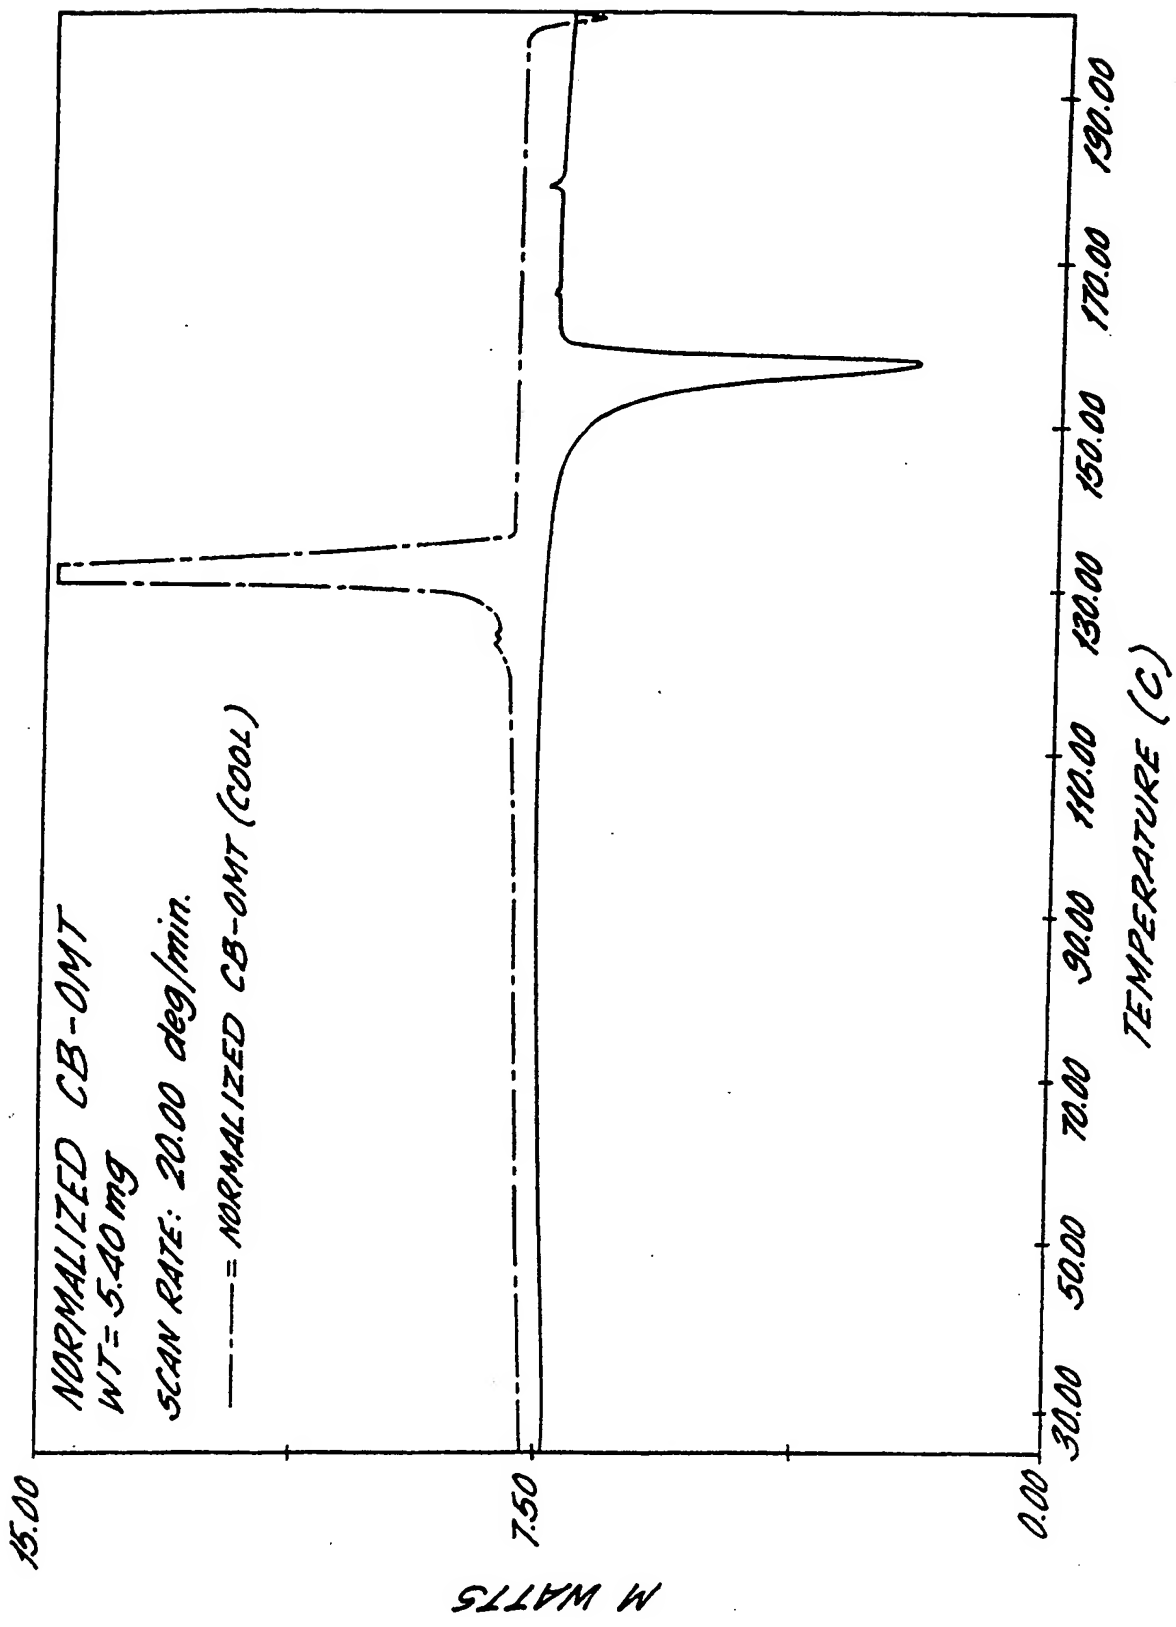 NORMALIZED CB-OMT
WT= 5.40 mg
SCAN RATE: 20.00 deg/min.
= NORMALIZED CB-OMT (COOL)
15.00
7.50
0.00
M WATTS
30.00 50.00 70.00 90.00 110.00 130.00 150.00 170.00 190.00
TEMPERATURE (C)